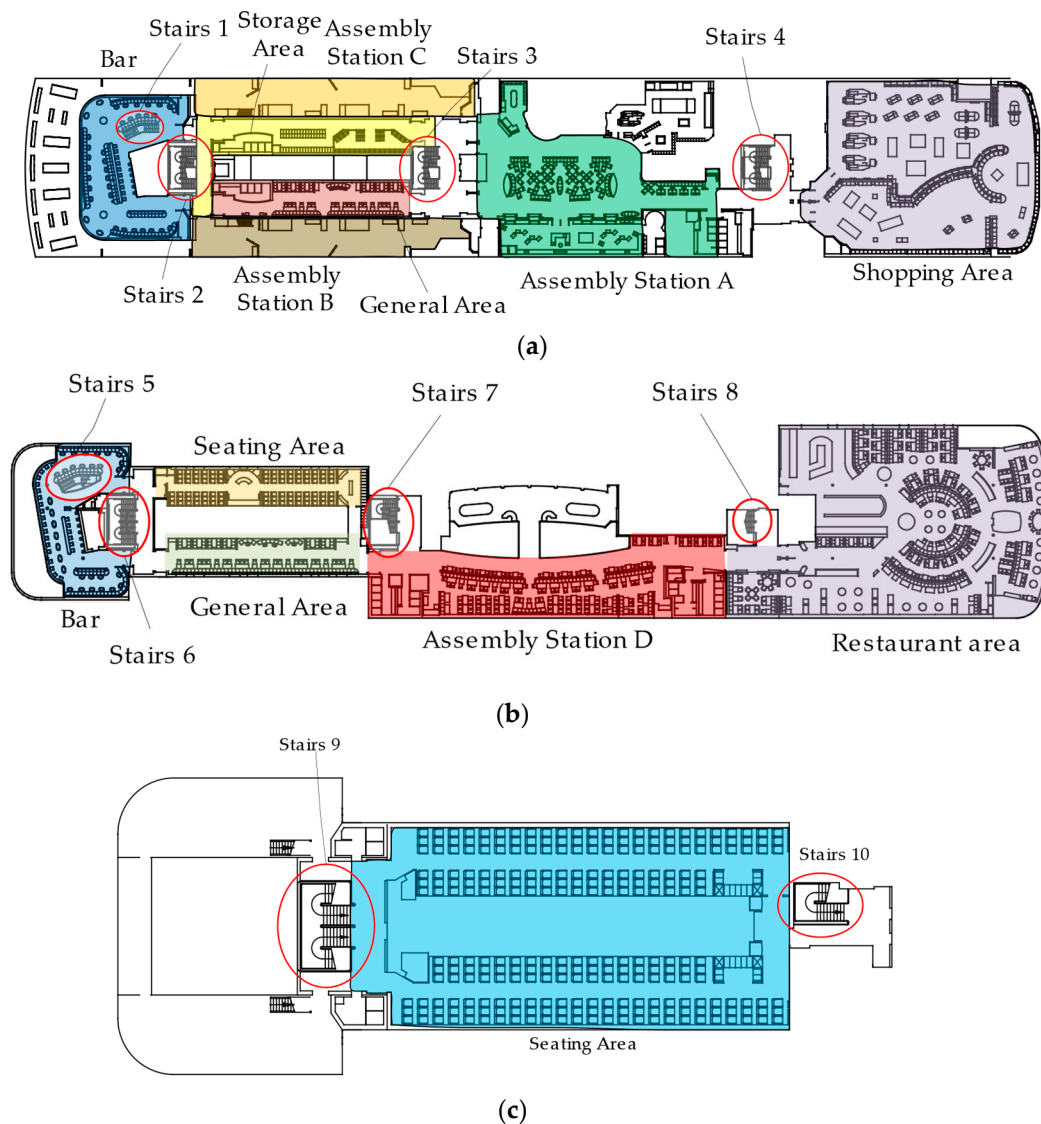 Stairs 1
Storage
Area
Assembly
Station C
Stairs 3
Stairs 4
Bar
Stairs 2
Assembly
Station B
General Area
Assembly Station A
Shopping Area
(a)
Stairs 5
Stairs 7
Stairs 8
Seating Area
Bar
General Area
Stairs 6
Assembly Station D
Restaurant area
(b)
Stairs 9
Stairs 10
Seating Area
(c)